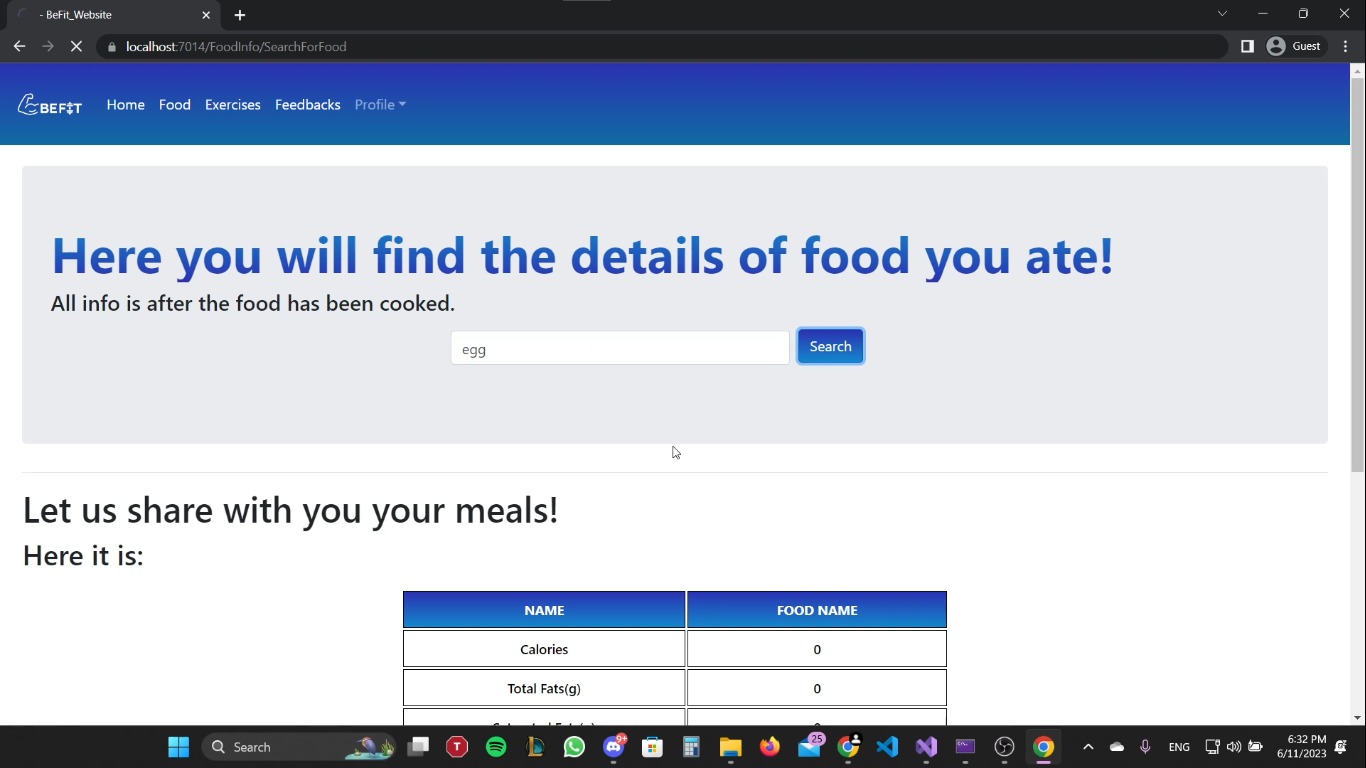 - BeFit_Website
localhost:7014/FoodInfo/SearchForFood
Guest
BEFIT
Home
Food
Exercises
Feedbacks
Profile
Here you will find the details of food you ate!
All info is after the food has been cooked.
egg
Search
Let us share with you your meals!
Here it is:
NAME
FOOD NAME
Calories
0
Total Fats(g)
0
Search
T
9+
25
ENG
6:32 PM
6/11/2023